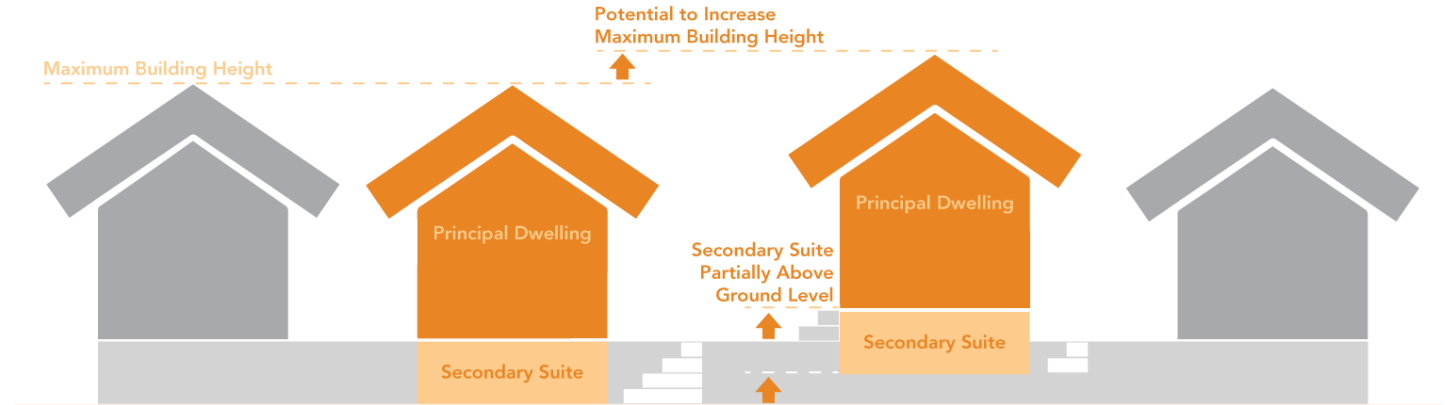 Potential to Increase
Maximum Building Height
Maximum Building Height
Principal Dwelling
Principal Dwelling
Secondary Suite
Partially Above
Ground Level
Secondary Suite
Secondary Suite